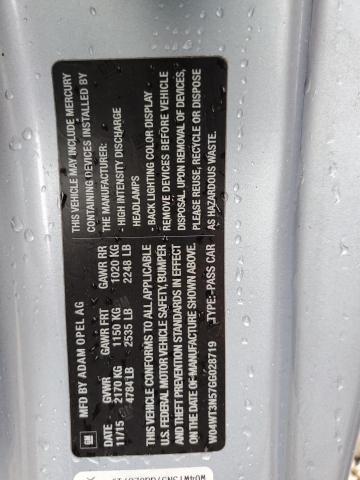 MFD BY ADAM OPEL AG
GVWR GAWR FRT GAWR RR
2170 KG 1150 KG 1020 KG
4784LB 2535 LB 2248 LB
11/15
GM
THIS VEHICLE CONFORMS TO ALL APPLICABLE
FEDERAL MOTOR VEHICLE SAFETY, BUMPER
AND THEFT PREVENTION STANDARDS IN EFFECT
ON THE DATE OF MANUFACTURE SHOWN ABOVE.
W04WT3N57GG028719 TYPE:-PASS CAR
THIS VEHICLE MAY INCLUDE MERCURY
CONTAINING DEVICES INSTALLED BY
THE MANUFACTURER:
- HIGH INTENSITY DISCHARGE
HEADLAMPS
- BACK LIGHTING COLOR DISPLAY
REMOVE DEVICES BEFORE VEHICLE
DISPOSAL. UPON REMOVAL OF DEVICES,
PLEASE REUSE, RECYCLE OR DISPOSE
AS HAZARDOUS WASTE.